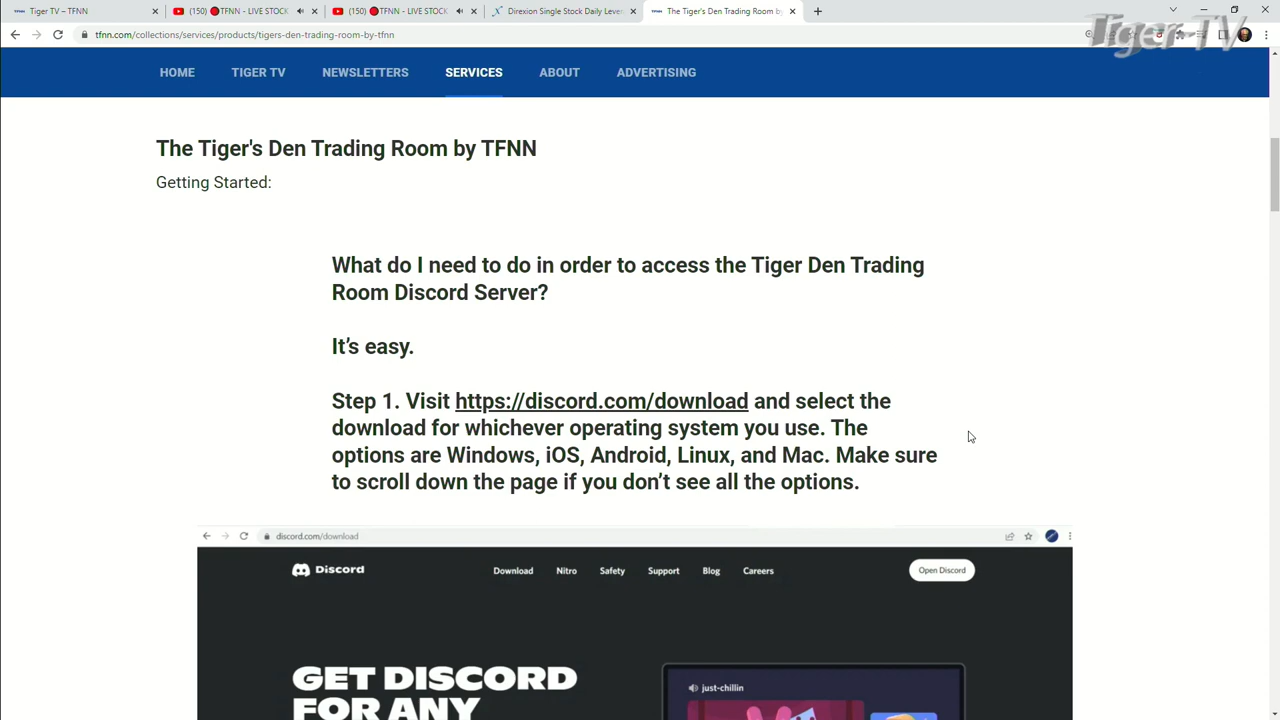 Tiger TV – TFNN
(150) 🔴TFNN - LIVE STOCK
(150) 🔴TFNN - LIVE STOCK
Direxion Single Stock Daily Lever
The Tiger's Den Trading Room by
tfnn.com/collections/services/products/tigers-den-trading-room-by-tfnn
Tiger TV
HOME TIGER TV NEWSLETTERS SERVICES ABOUT ADVERTISING
The Tiger's Den Trading Room by TFNN
Getting Started:
What do I need to do in order to access the Tiger Den Trading
Room Discord Server?
It’s easy.
Step 1. Visit https://discord.com/download and select the
download for whichever operating system you use. The
options are Windows, iOS, Android, Linux, and Mac. Make sure
to scroll down the page if you don’t see all the options.
discord.com/download
Discord Download Nitro Safety Support Blog Careers Open Discord
GET DISCORD
FOR ANY
just-chillin